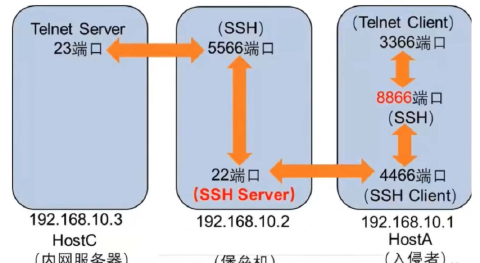 Telnet Server
23端口
(SSH)
5566端口
22端口
(SSH Server)
(Telnet Client)
3366端口
8866端口
(SSH)
4466端口
(SSH Client)
192.168.10.3
HostC
(内网服务器)
192.168.10.2
(堡垒机)
192.168.10.1
HostA
(入侵者)